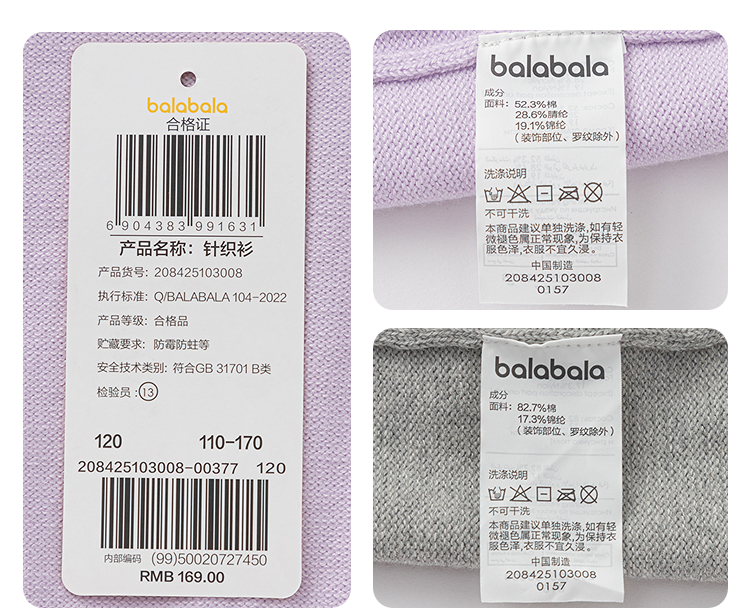 balabala
合格证
6 904383 991631
产品名称：针织衫
产品货号：208425103008
执行标准：Q/BALABALA 104-2022
产品等级：合格品
贮藏要求：防霉防蛀等
安全技术类别：符合GB 31701 B类
检验员：13
120 110-170
208425103008-00377 120
内部编码 (99)50020727450
RMB 169.00
balabala
成分
面料：52.3%棉
28.6%腈纶
19.1%锦纶
（装饰部位、罗纹除外）
洗涤说明
不可干洗
本商品建议单独洗涤,如有轻
微褪色属正常现象,为保持衣
服色泽,衣服不宜久浸。
中国制造
208425103008
0157
balabala
成分
面料：82.7%棉
17.3%锦纶
（装饰部位、罗纹除外）
洗涤说明
不可干洗
本商品建议单独洗涤,如有轻
微褪色属正常现象,为保持衣
服色泽,衣服不宜久浸。
中国制造
208425103008
0157